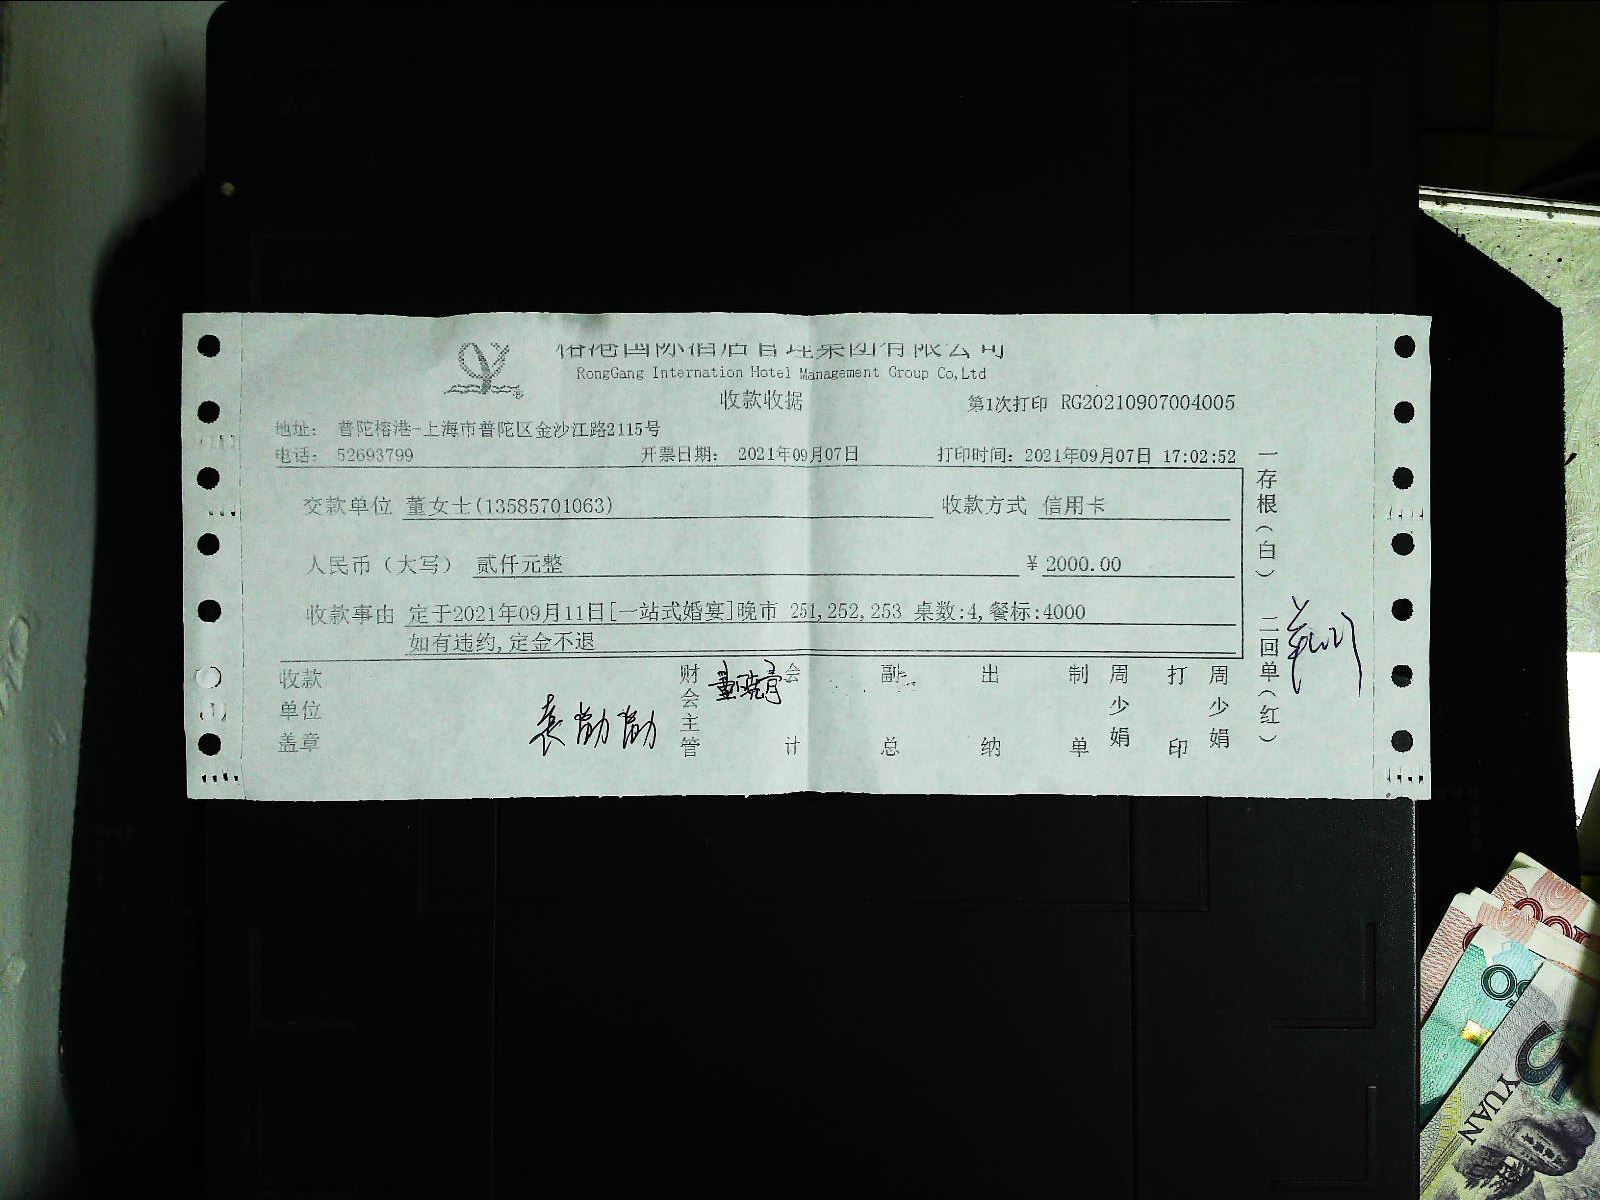 榕港国际酒店管理集团有限公司
RongGang Internation Hotel Management Group Co,Ltd
收款收据
第1次打印 RG20210907004005
地址: 普陀榕港-上海市普陀区金沙江路2115号
电话: 52693799 开票日期: 2021年09月07日 打印时间: 2021年09月07日 17:02:52
交款单位 董女士(13585701063) 收款方式 信用卡
人民币(大写) 贰仟元整 ¥ 2000.00
收款事由 定于2021年09月11日[一站式婚宴]晚市 251,252,253 桌数:4,餐标:4000
如有违约,定金不退
收款单位盖章
袁勋勋
财会主管
会计
副总
出纳
制单 周少娟
打印 周少娟
一存根(白) 二回单(红)
5
YUAN